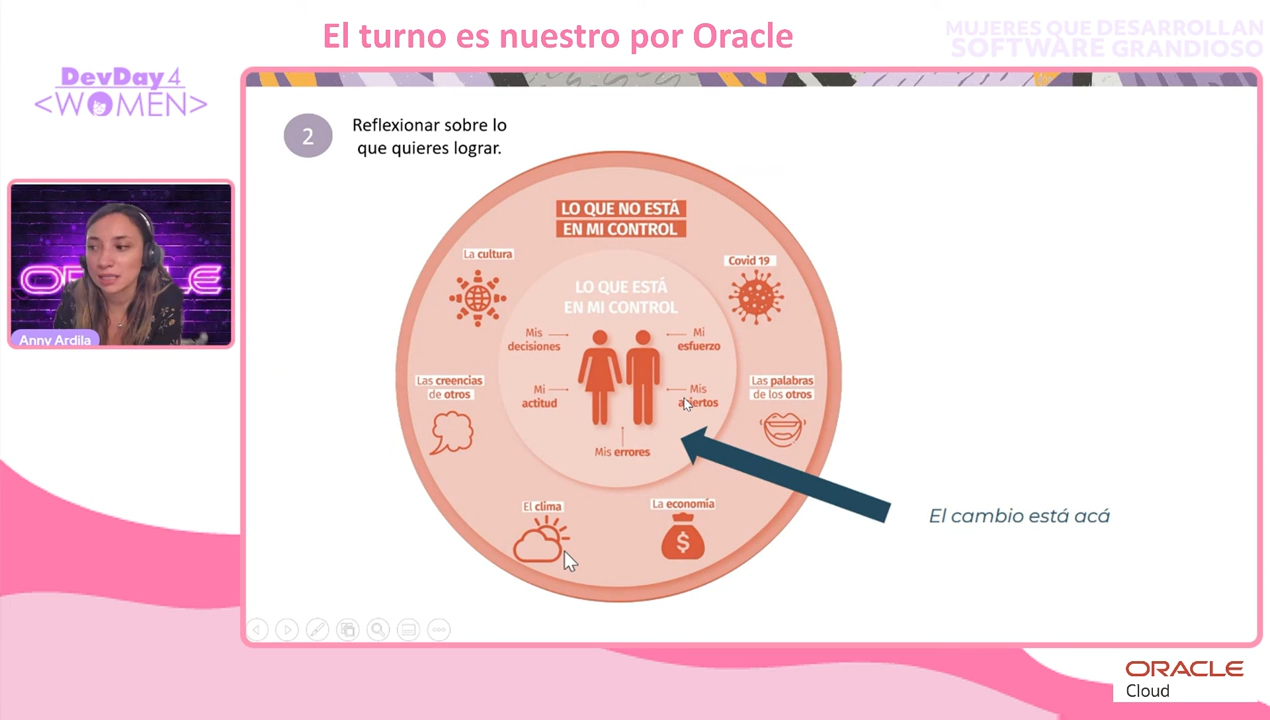 El turno es nuestro por Oracle
MUJERES QUE DESARROLLAN
SOFTWARE GRANDIOSO
DevDay 4
<WOMEN>
2
Reflexionar sobre lo
que quieres lograr.
LO QUE NO ESTÁ
EN MI CONTROL
La cultura
Covid 19
LO QUE ESTÁ
EN MI CONTROL
Mis
decisiones
Mi
esfuerzo
Las creencias
de otros
Mi
actitud
Mis
aciertos
Las palabras
de los otros
Mis errores
El clima
La economía
$
El cambio está acá
ORACLE
Anny Ardila
ORACLE
Cloud